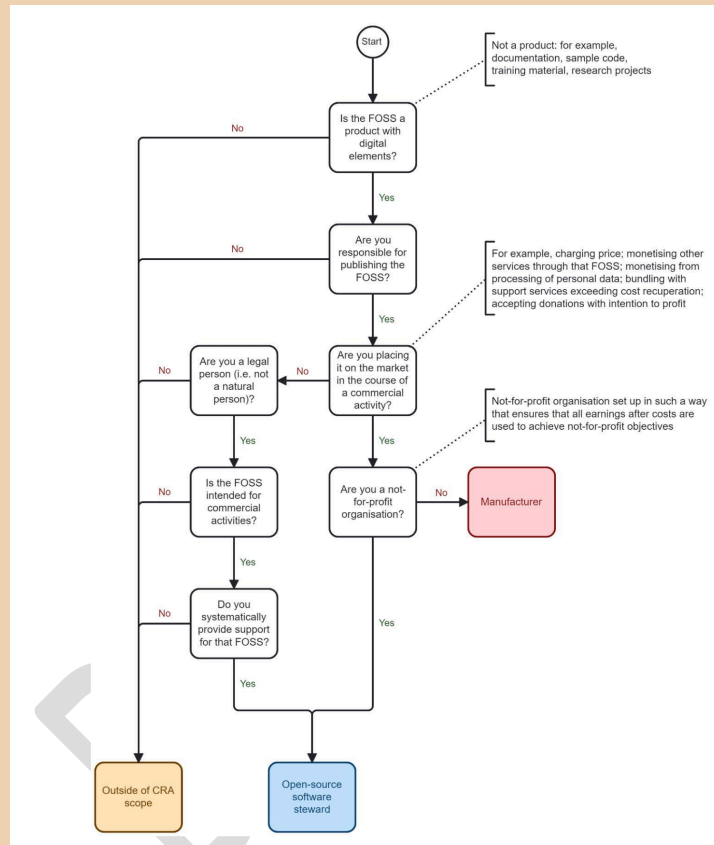 Start
Not a product: for example,
documentation, sample code,
training material, research projects
Is the FOSS a
product with
digital
elements?
No
Yes
Are you
responsible for
publishing the
FOSS?
No
Yes
For example, charging price; monetising other
services through that FOSS; monetising from
processing of personal data; bundling with
support services exceeding cost recuperation;
accepting donations with intention to profit
Are you placing
it on the market
in the course of
a commercial
activity?
No
Yes
Are you a legal
person (i.e. not
a natural
person)?
No
Yes
Not-for-profit organisation set up in such a way
that ensures that all earnings after costs are
used to achieve not-for-profit objectives
Is the FOSS
intended for
commercial
activities?
No
Yes
Are you a not-
for-profit
organisation?
No
Manufacturer
Yes
Do you
systematically
provide support
for that FOSS?
No
Yes
Outside of CRA
scope
Open-source
software
steward